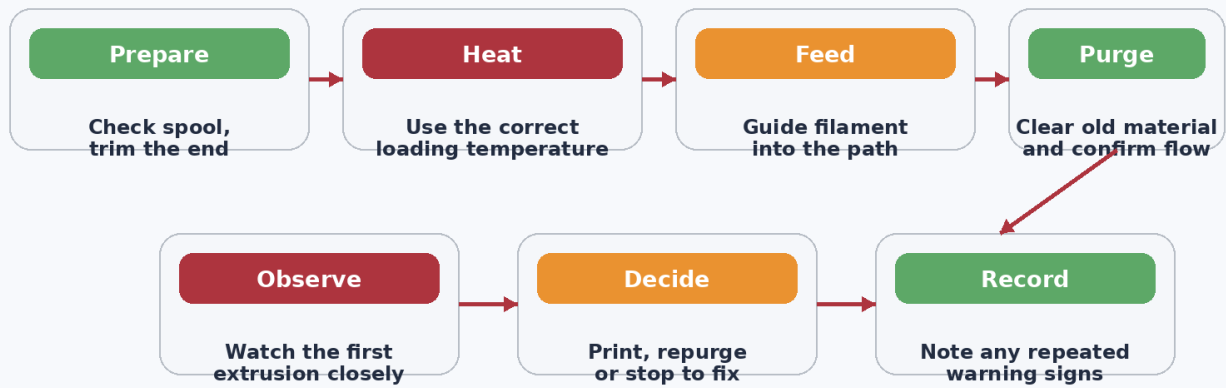 Prepare
Check spool,
trim the end
Heat
Use the correct
loading temperature
Feed
Guide filament
into the path
Purge
Clear old material
and confirm flow
Observe
Watch the first
extrusion closely
Decide
Print, repurge
or stop to fix
Record
Note any repeated
warning signs